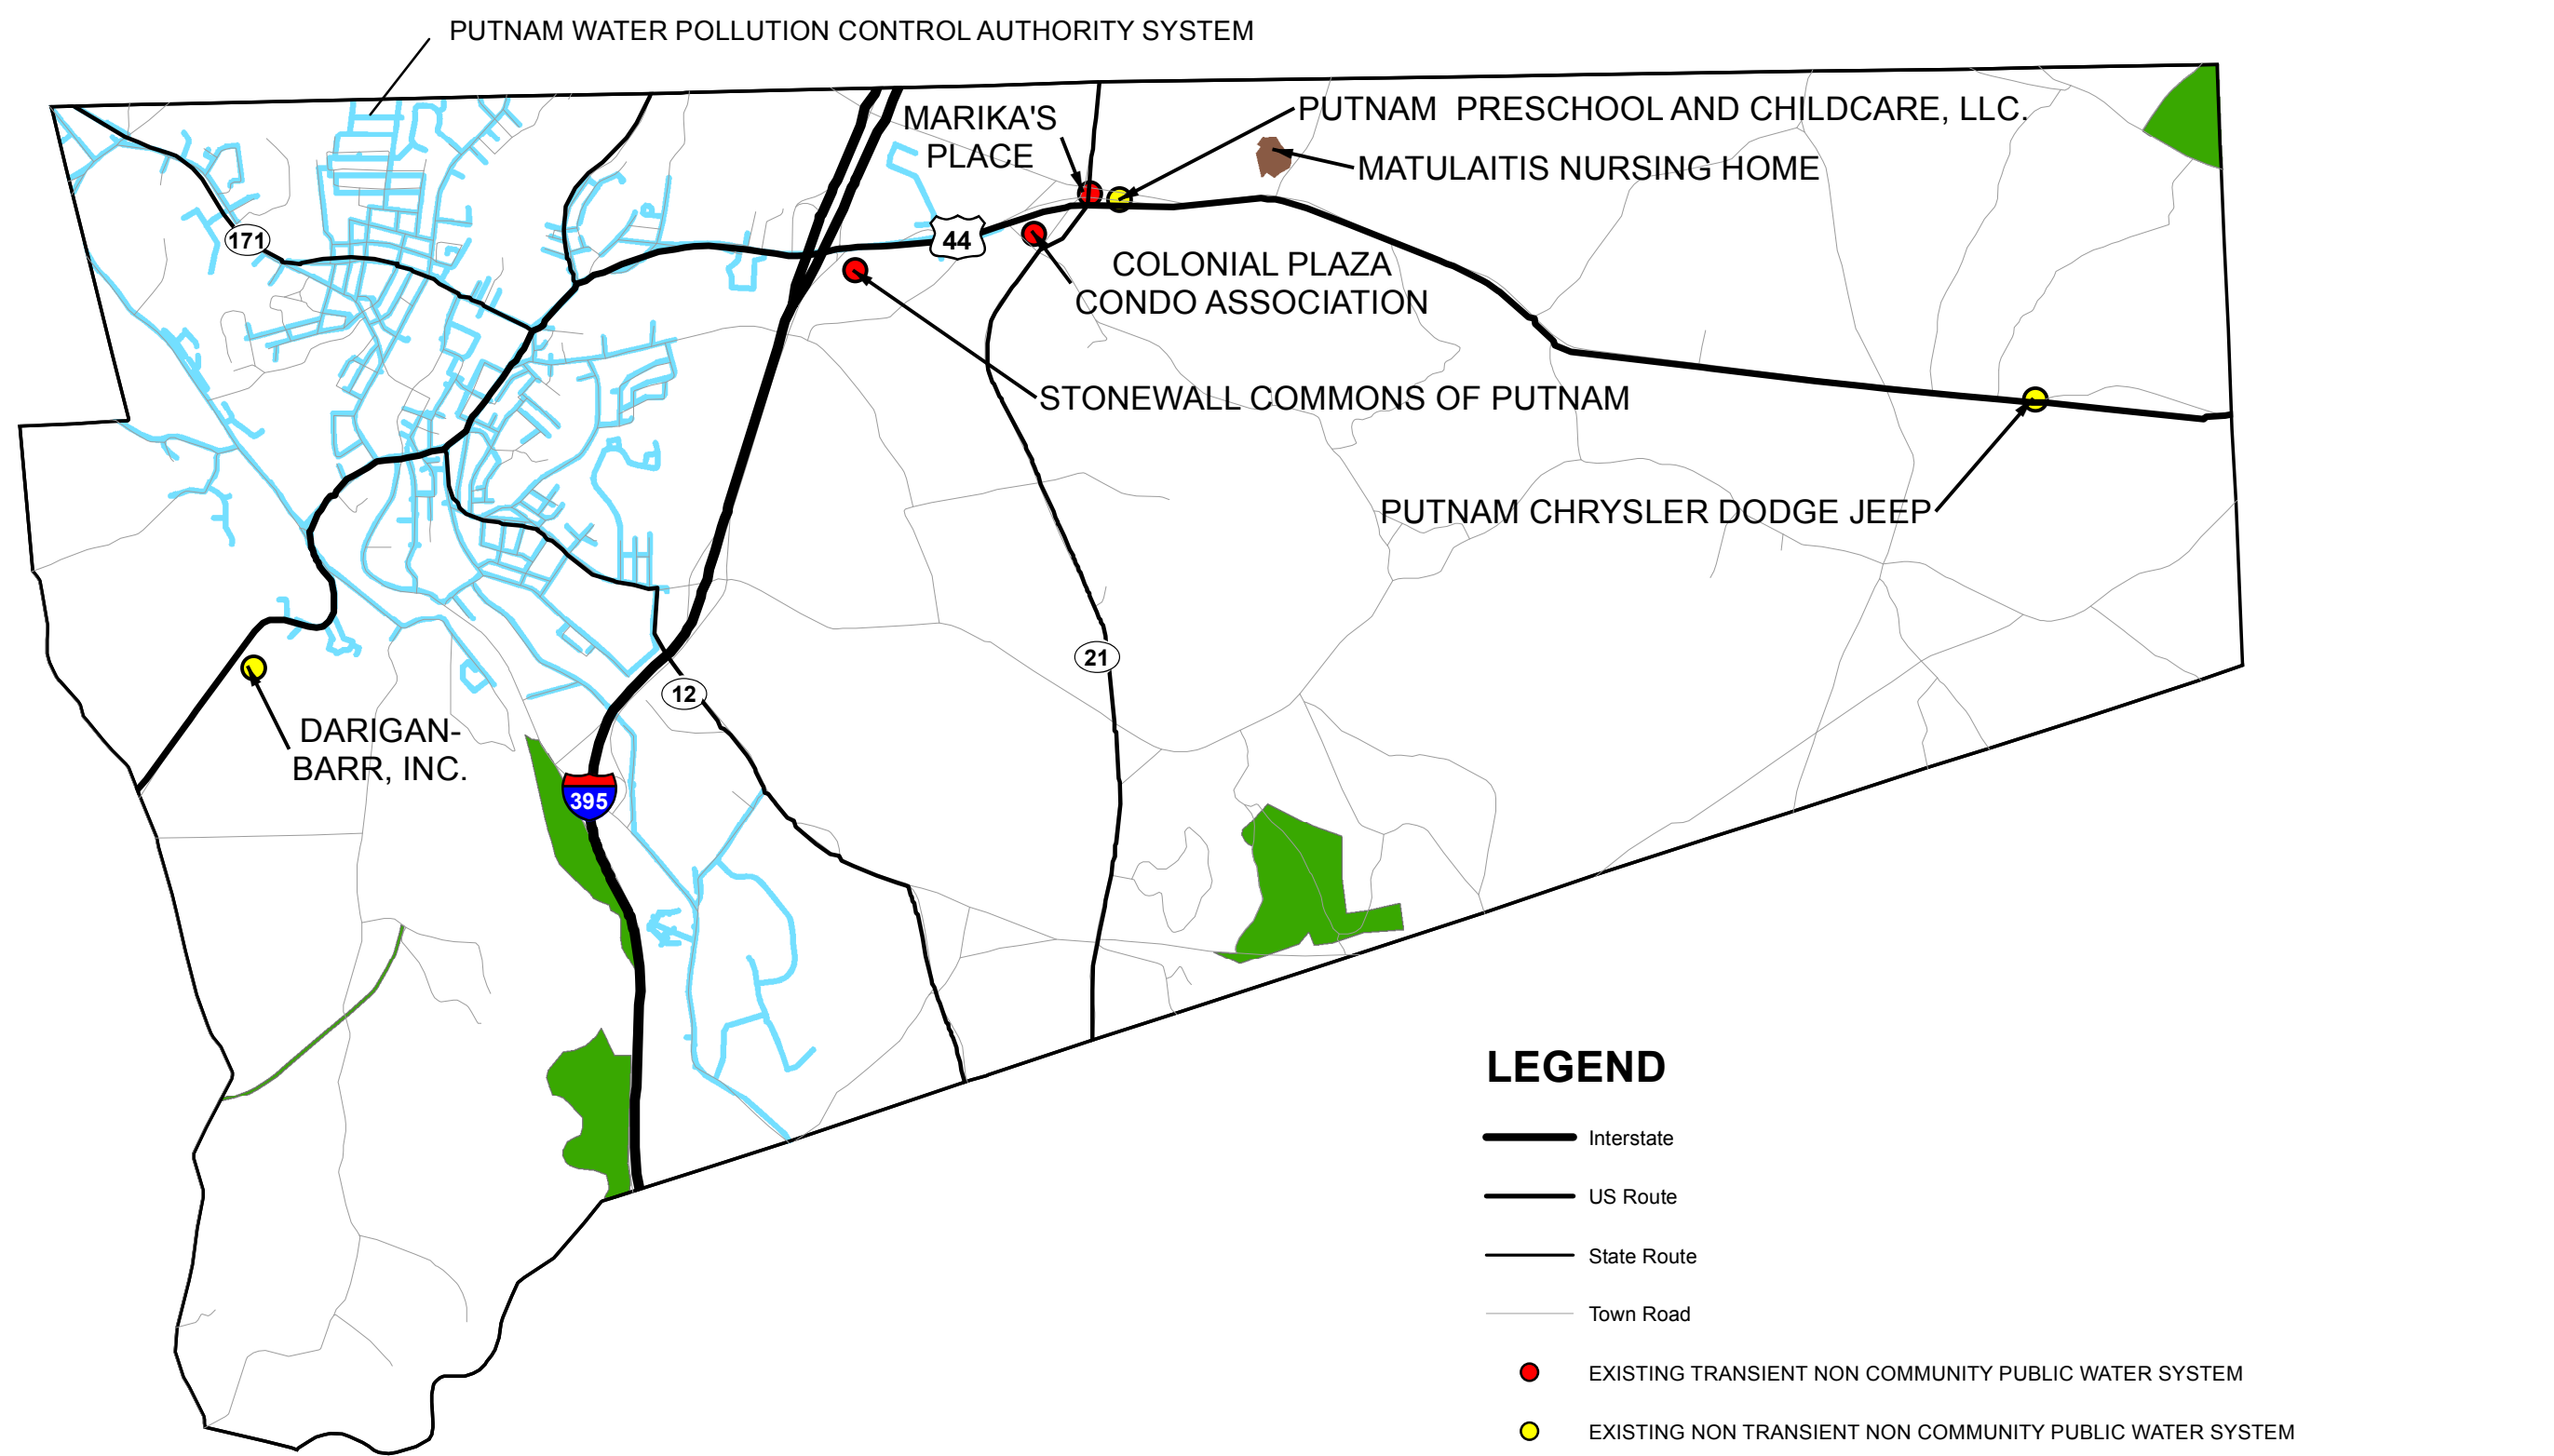 PUTNAM WATER POLLUTION CONTROL AUTHORITY SYSTEM
MARIKA'S
PLACE
PUTNAM PRESCHOOL AND CHILDCARE, LLC.
MATULAITIS NURSING HOME
171
44
COLONIAL PLAZA
CONDO ASSOCIATION
STONEWALL COMMONS OF PUTNAM
PUTNAM CHRYSLER DODGE JEEP
21
12
DARIGAN-
BARR, INC.
395
LEGEND
Interstate
US Route
State Route
Town Road
EXISTING TRANSIENT NON COMMUNITY PUBLIC WATER SYSTEM
EXISTING NON TRANSIENT NON COMMUNITY PUBLIC WATER SYSTEM